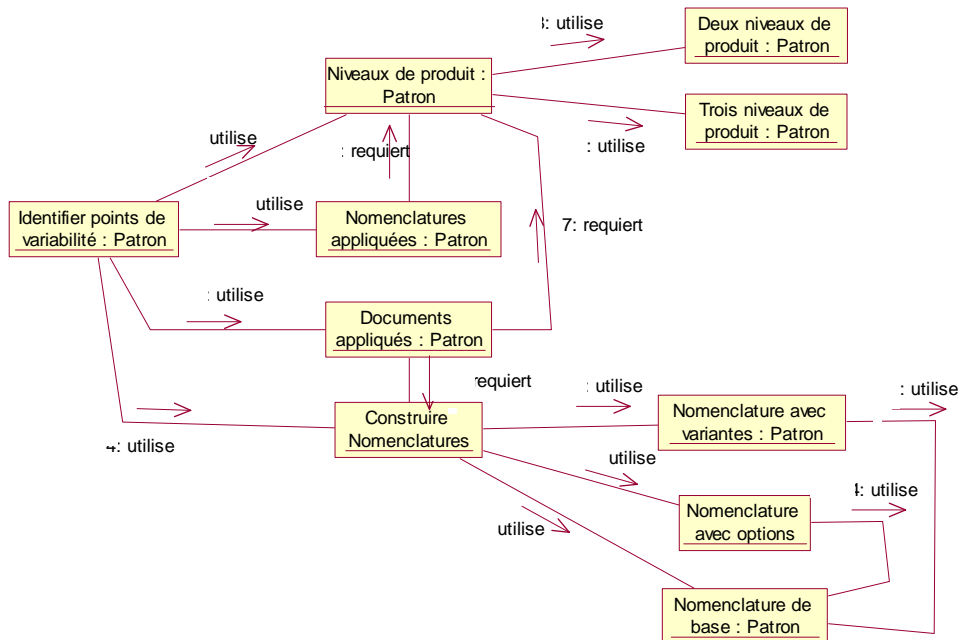 : utilise
Deux niveaux de
produit : Patron
Niveaux de produit :
Patron
Trois niveaux de
produit : Patron
utilise
: requiert
: utilise
Identifier points de
variabilité : Patron
utilise
Nomenclatures
appliquées : Patron
7: requiert
: utilise
Documents
appliqués : Patron
requiert
: utilise
: utilise
Construire
Nomenclatures
Nomenclature avec
variantes : Patron
4: utilise
utilise
: utilise
Nomenclature
avec options
utilise
Nomenclature de
base : Patron